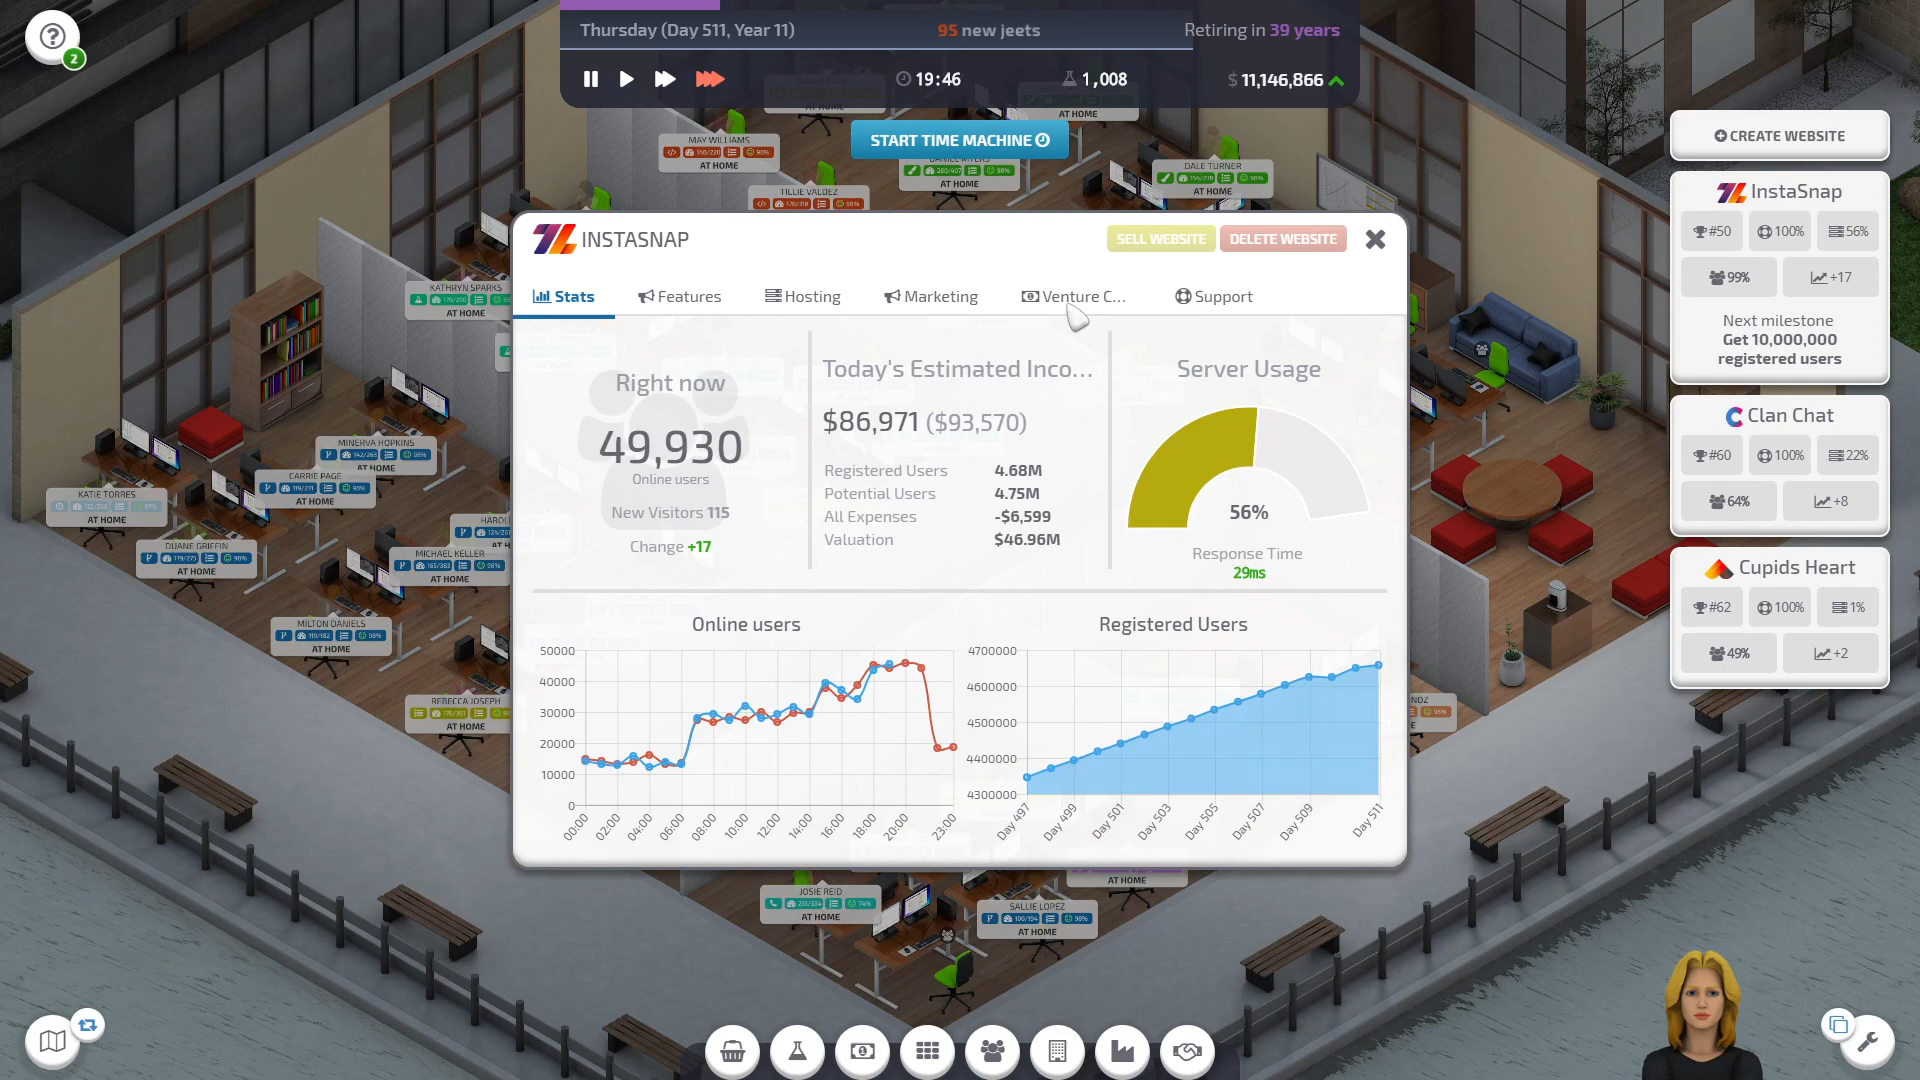 Thursday (Day 511, Year 11)
95 new jeets
Retiring in 39 years
19:46
1,008
$ 11,146,866
START TIME MACHINE
2
CREATE WEBSITE
InstaSnap
#50
100%
56%
99%
+17
Next milestone
Get 10,000,000
registered users
Clan Chat
#60
100%
22%
64%
+8
Cupids Heart
#62
100%
1%
49%
+2
INSTASNAP
SELL WEBSITE
DELETE WEBSITE
Stats
Features
Hosting
Marketing
Venture C...
Support
Right now
49,930
Online users
New Visitors 115
Change +17
Today's Estimated Inco...
$86,971 ($93,570)
Registered Users 4.68M
Potential Users 4.75M
All Expenses -$6,599
Valuation $46.96M
Server Usage
56%
Response Time
29ms
Online users
50000
40000
30000
20000
10000
0
00:00
02:00
04:00
06:00
08:00
10:00
12:00
14:00
16:00
18:00
20:00
23:00
Registered Users
4700000
4600000
4500000
4400000
4300000
Day 497
Day 499
Day 501
Day 503
Day 505
Day 507
Day 509
Day 511
MAY WILLIAMS
AT HOME
TILLIE VALDEZ
AT HOME
AT HOME
DALE TURNER
AT HOME
KATHRYN SPARKS
AT HOME
MINERVA HOPKINS
AT HOME
CARRIE PAGE
AT HOME
KATIE TORRES
AT HOME
DUANE GRIFFIN
AT HOME
MICHAEL KELLER
AT HOME
MILTON DANIELS
AT HOME
REBECCA JOSEPH
AT HOME
JOSIE REID
AT HOME
SALLIE LOPEZ
AT HOME
AT HOME